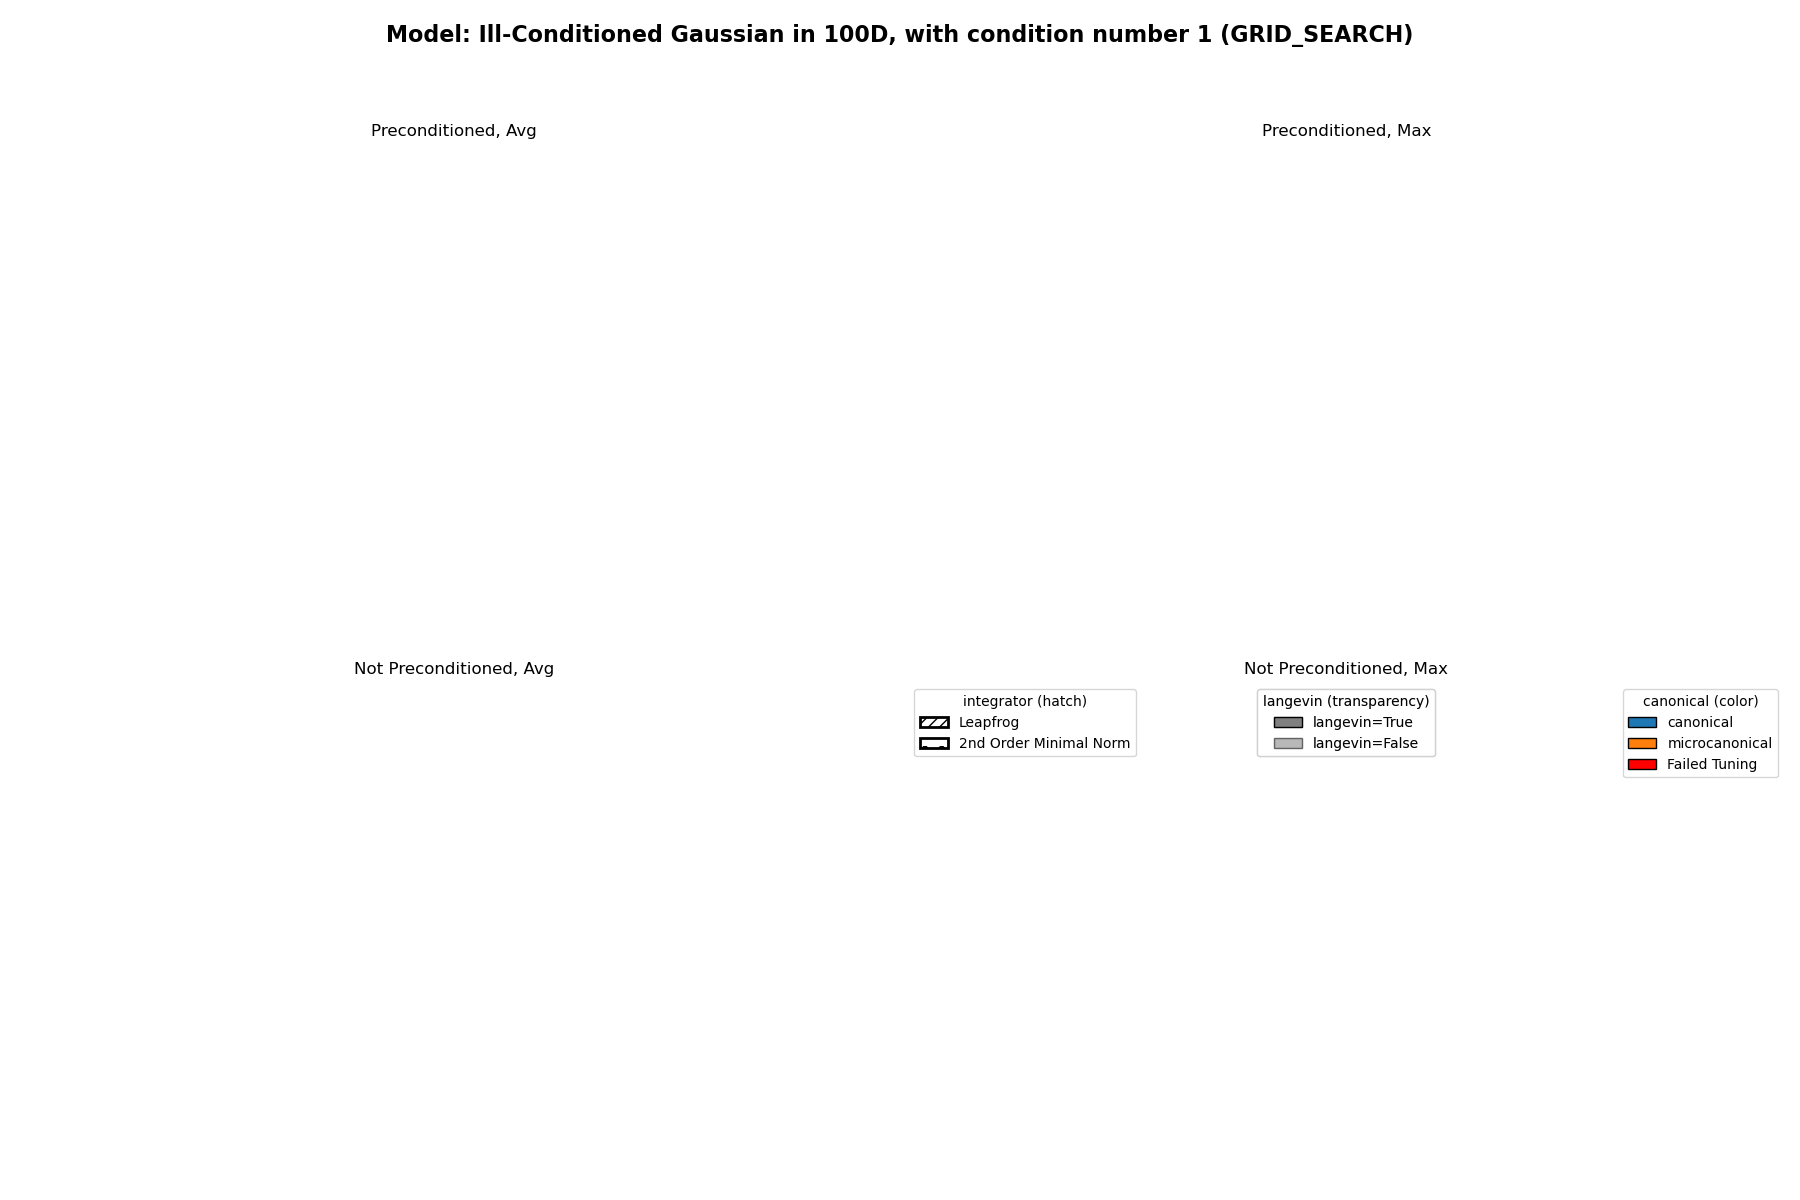 Model: Ill-Conditioned Gaussian in 100D, with condition number 1 (GRID_SEARCH)
Preconditioned, Avg
Preconditioned, Max
Not Preconditioned, Avg
Not Preconditioned, Max
integrator (hatch)
Leapfrog
2nd Order Minimal Norm
langevin (transparency)
langevin=True
langevin=False
canonical (color)
canonical
microcanonical
Failed Tuning